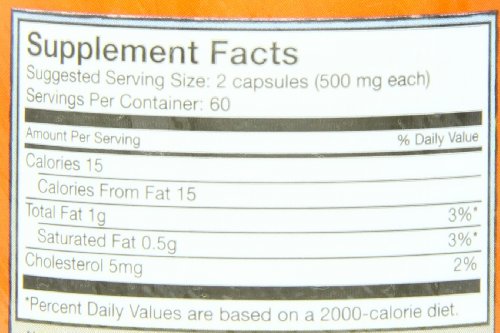 Supplement Facts
Suggested Serving Size: 2 capsules (500 mg each)
Servings Per Container: 60
Amount Per Serving % Daily Value
Calories 15
Calories From Fat 15
Total Fat 1g 3%*
Saturated Fat 0.5g 3%*
Cholesterol 5mg 2%
*Percent Daily Values are based on a 2000-calorie diet.